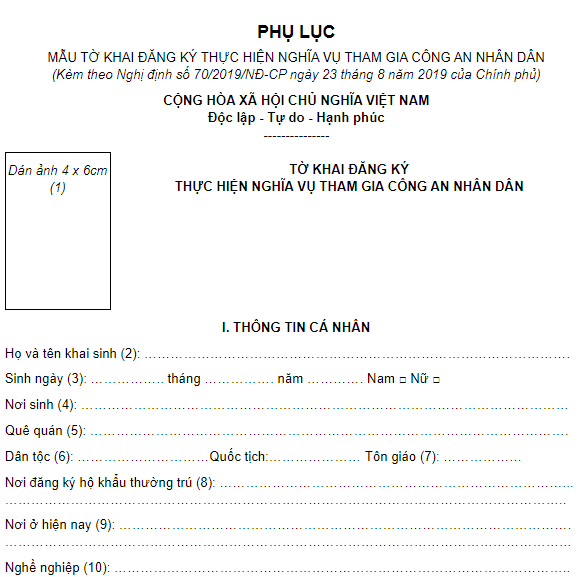 PHỤ LỤC
MẪU TỜ KHAI ĐĂNG KÝ THỰC HIỆN NGHĨA VỤ THAM GIA CÔNG AN NHÂN DÂN
(Kèm theo Nghị định số 70/2019/NĐ-CP ngày 23 tháng 8 năm 2019 của Chính phủ)
CỘNG HÒA XÃ HỘI CHỦ NGHĨA VIỆT NAM
Độc lập - Tự do - Hạnh phúc
---------------
Dán ảnh 4 x 6cm
(1)
TỜ KHAI ĐĂNG KÝ
THỰC HIỆN NGHĨA VỤ THAM GIA CÔNG AN NHÂN DÂN
I. THÔNG TIN CÁ NHÂN
Họ và tên khai sinh (2): ……………………………………………………………
Sinh ngày (3): …………….. tháng ……………. năm …………. Nam □ Nữ □
Nơi sinh (4): ……………………………………………………………………………
Quê quán (5): …………………………………………………………………………
Dân tộc (6): …………………………Quốc tịch:………………… Tôn giáo (7): ………………
Nơi đăng ký hộ khẩu thường trú (8): ……………………………………………………
……………………………………………………………………………………………
Nơi ở hiện nay (9): ………………………………………………………………………
……………………………………………………………………………………………
Nghề nghiệp (10): ………………………………………………………………………